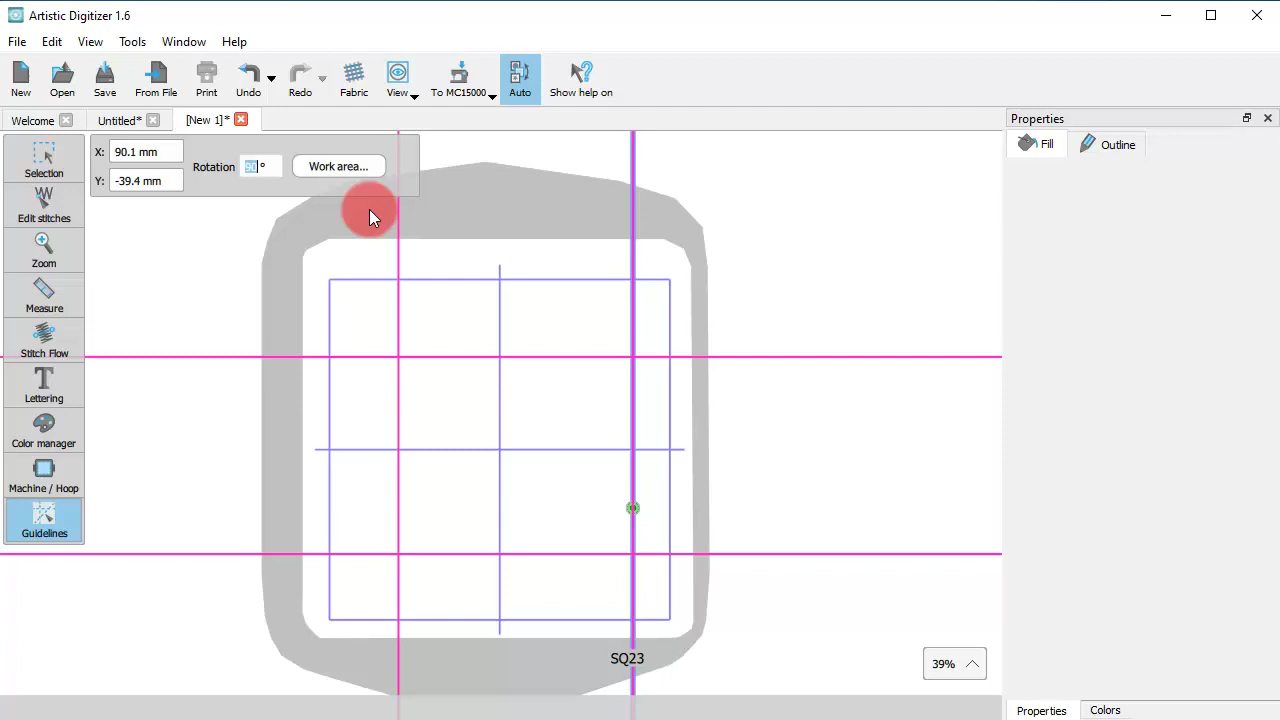 Artistic Digitizer 1.6
File Edit View Tools Window Help
New Open Save From File Print Undo Redo Fabric View To MC15000 Auto Show help on
Welcome Untitled* [New 1]* Properties
Selection X: 90.1 mm Rotation 90 ° Work area... Fill Outline
Y: -39.4 mm
Edit stitches
Zoom
Measure
Stitch Flow
Lettering
Color manager
Machine / Hoop
Guidelines
SQ23
39%
Properties Colors